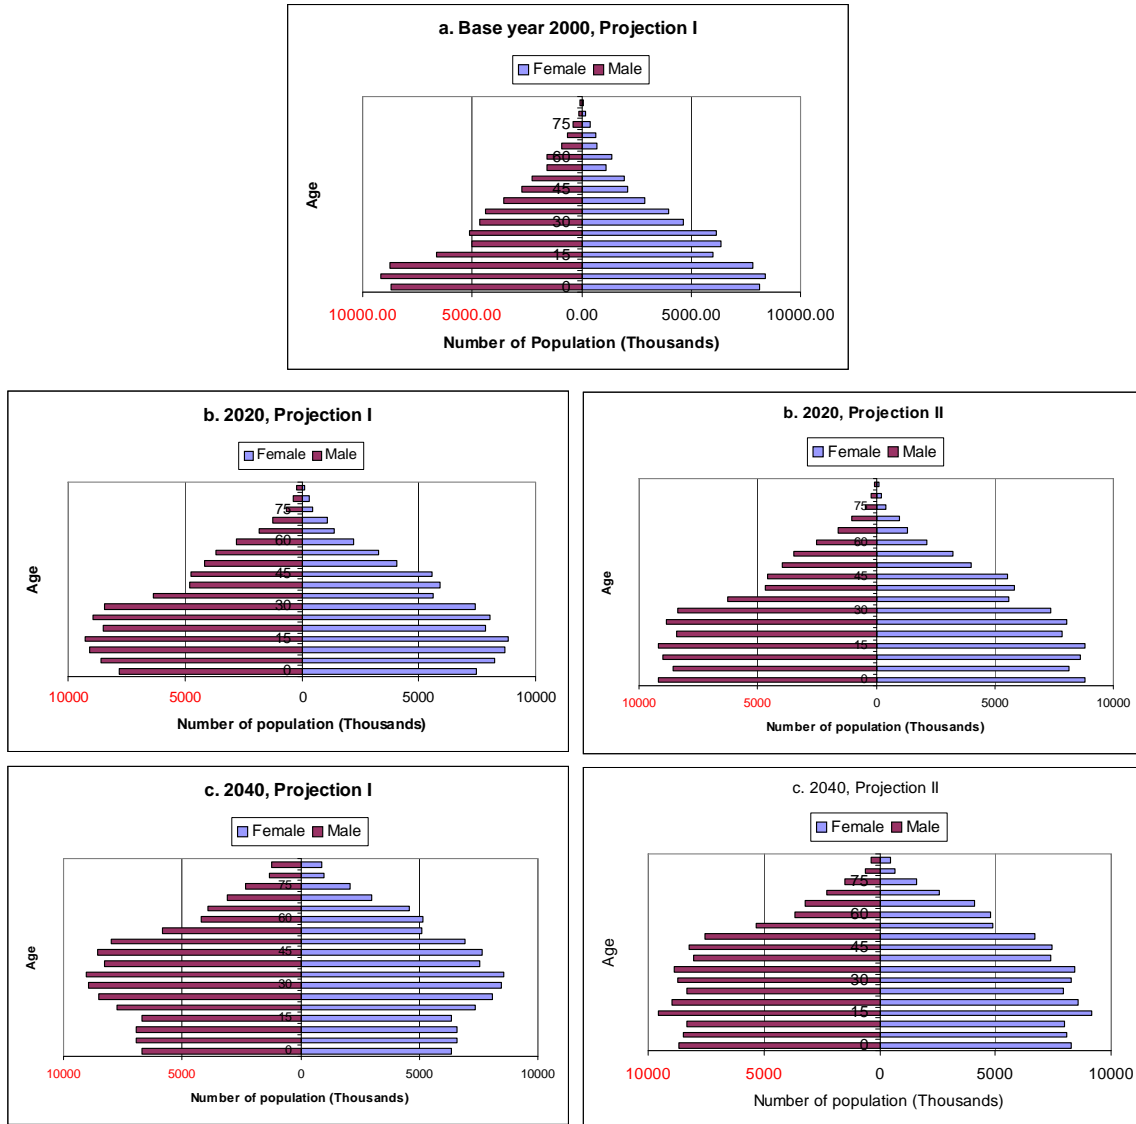 a. Base year 2000, Projection I
Female Male
75
60
45
30
15
0
Age
10000.00 5000.00 0.00 5000.00 10000.00
Number of Population (Thousands)
b. 2020, Projection I
Female Male
75
60
45
30
15
0
Age
10000 5000 0 5000 10000
Number of population (Thousands)
b. 2020, Projection II
Female Male
75
60
45
30
15
0
Age
10000 5000 0 5000 10000
Number of population (Thousands)
c. 2040, Projection I
Female Male
75
60
45
30
15
0
Age
10000 5000 0 5000 10000
Number of population (Thousands)
c. 2040, Projection II
Female Male
75
60
45
30
15
0
Age
10000 5000 0 5000 10000
Number of population (Thousands)